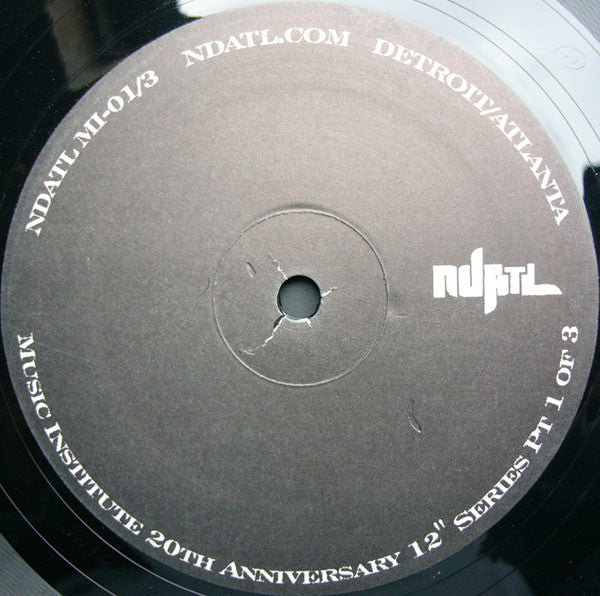 NDATL MI-01/3 NDATL.COM DETROIT/ATLANTA
NDATL
MUSIC INSTITUTE 20TH ANNIVERSARY 12" SERIES PT 1 OF 3